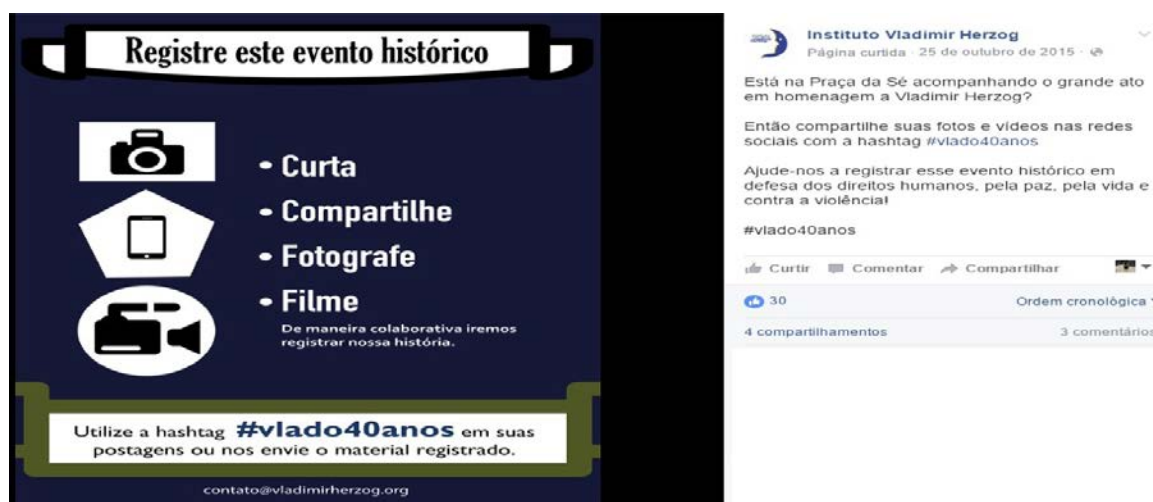 Registre este evento histórico
• Curta
• Compartilhe
• Fotografe
• Filme
De maneira colaborativa iremos
registrar nossa história.
Utilize a hashtag #vlado40anos em suas
postagens ou nos envie o material registrado.
contato@vladimirherzog.org
Instituto Vladimir Herzog
Página curtida · 25 de outubro de 2015 ·
Está na Praça da Sé acompanhando o grande ato
em homenagem a Vladimir Herzog?
Então compartilhe suas fotos e vídeos nas redes
sociais com a hashtag #vlado40anos
Ajude-nos a registrar esse evento histórico em
defesa dos direitos humanos, pela paz, pela vida e
contra a violência!
#vlado40anos
Curtir Comentar Compartilhar
30 Ordem cronológica
4 compartilhamentos 3 comentários